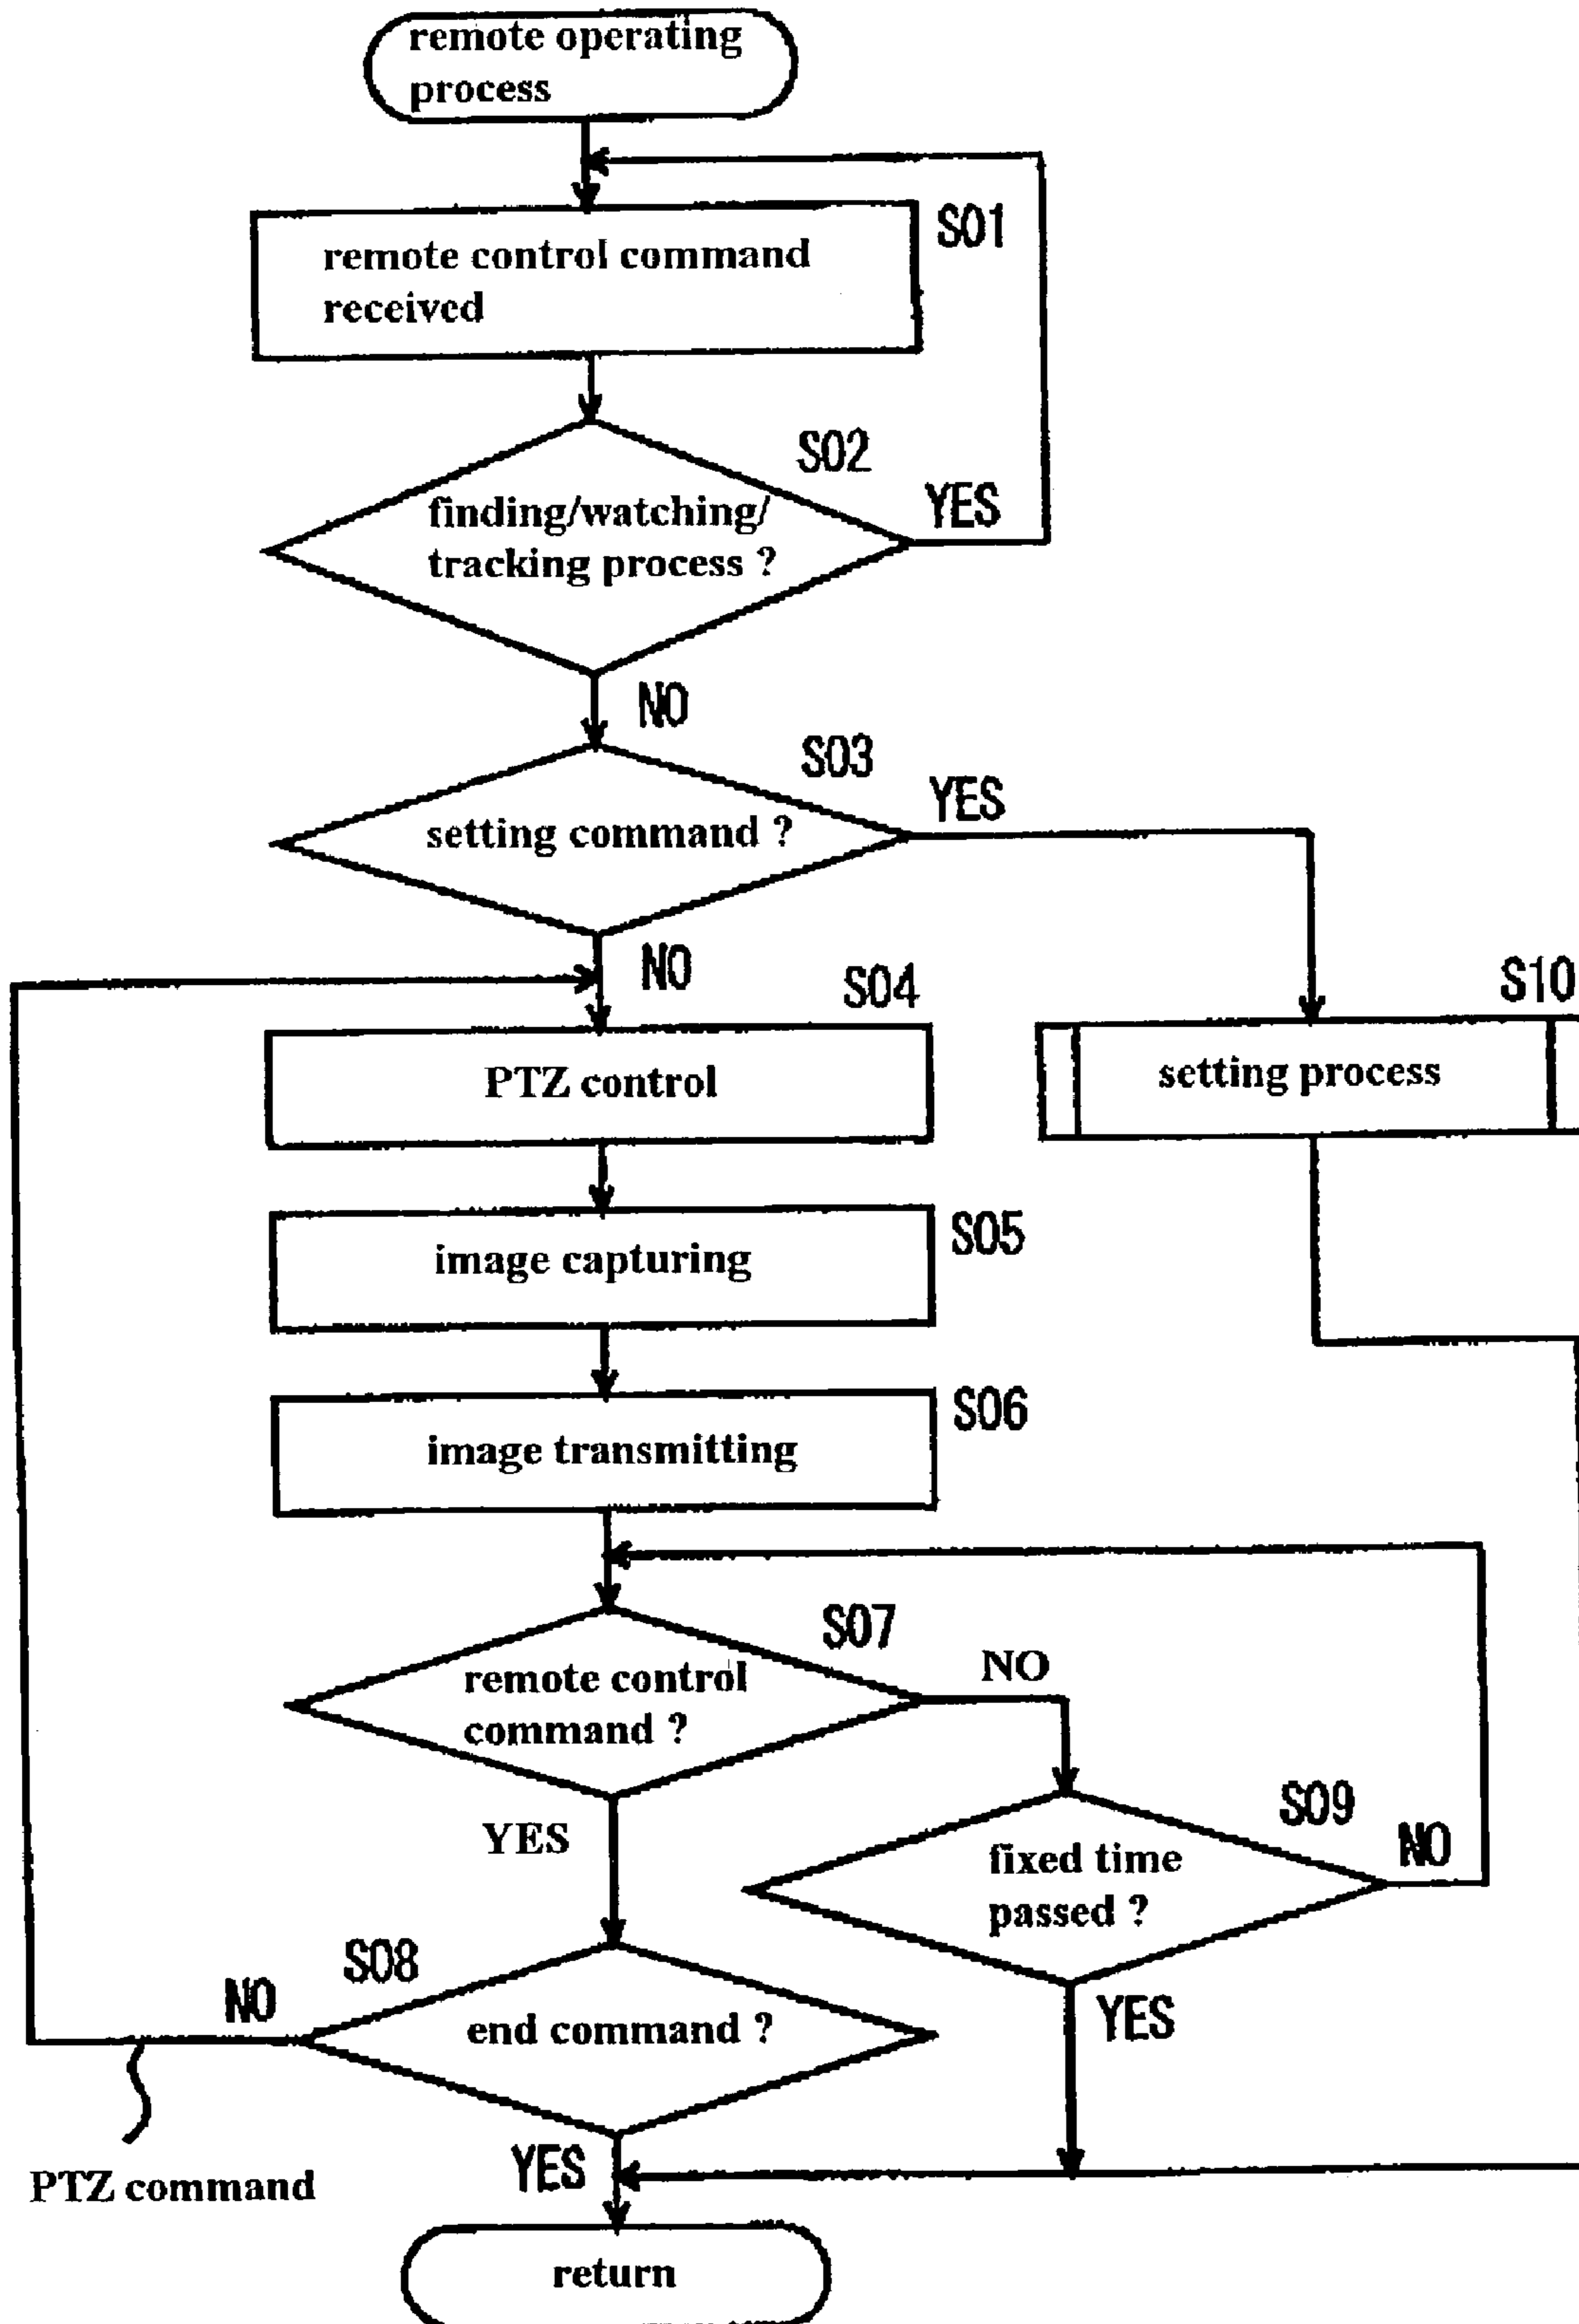 remote operating
process
remote control command
received
S01
S02
finding/watching/
tracking process ?
YES
NO
S03
setting command ?
YES
NO
S04
PTZ control
S10
setting process
image capturing
S05
image transmitting
S06
S07
remote control
command ?
NO
YES
S09
fixed time
passed ?
NO
YES
S08
end command ?
NO
PTZ command
YES
return